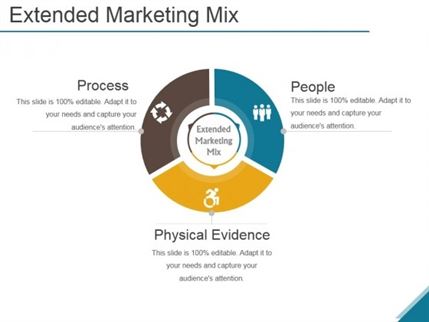 Extended Marketing Mix
Process
This slide is 100% editable. Adapt it to
your needs and capture your
audience's attention.
People
This slide is 100% editable. Adapt it to
your needs and capture your
audience's attention.
Extended
Marketing
Mix
Physical Evidence
This slide is 100% editable. Adapt it to
your needs and capture your
audience's attention.